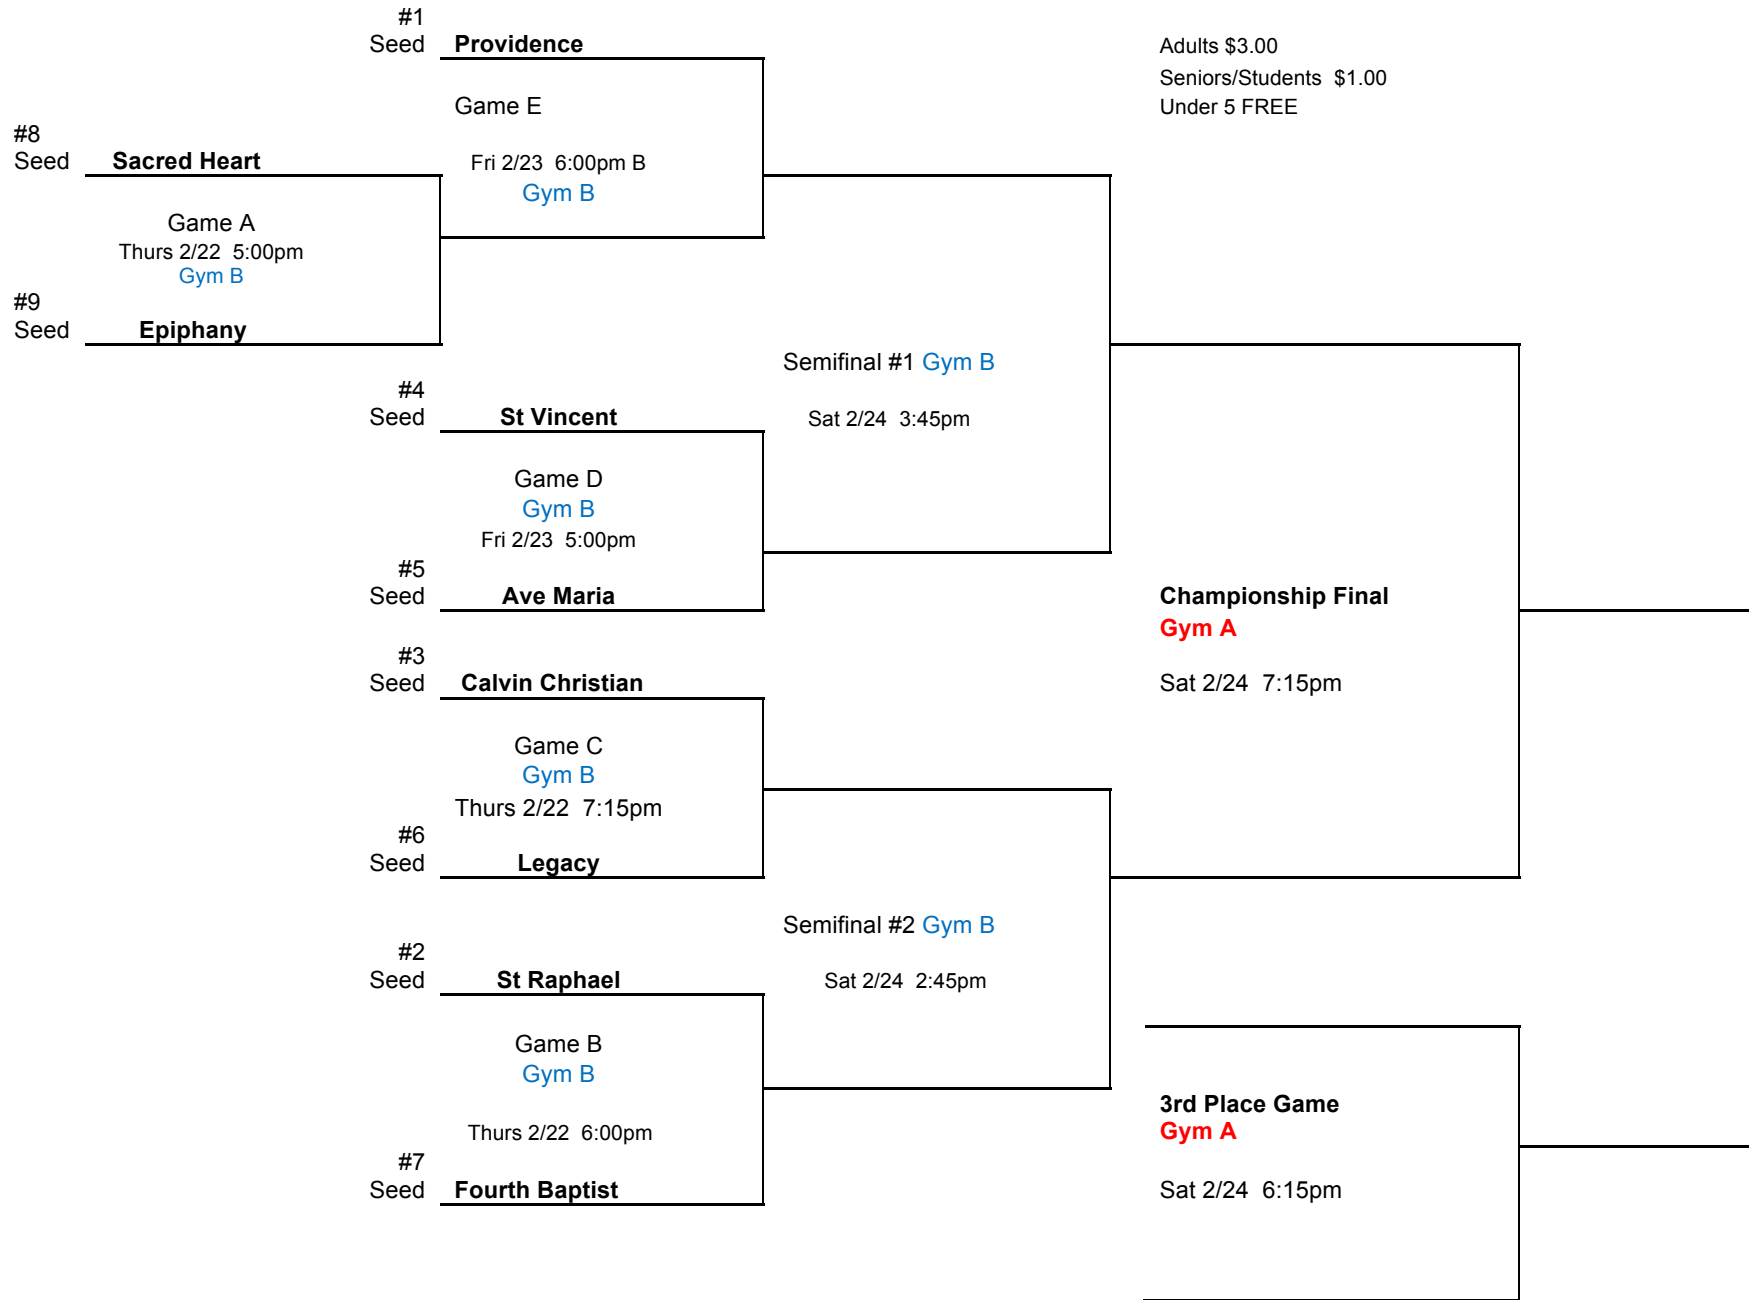 #1
Seed Providence
Adults $3.00
Seniors/Students $1.00
Under 5 FREE
Game E
#8
Seed Sacred Heart
Fri 2/23 6:00pm B
Gym B
Game A
Thurs 2/22 5:00pm
Gym B
#9
Seed Epiphany
Semifinal #1 Gym B
Sat 2/24 3:45pm
#4
Seed St Vincent
Game D
Gym B
Fri 2/23 5:00pm
#5
Seed Ave Maria
Championship Final
Gym A
Sat 2/24 7:15pm
#3
Seed Calvin Christian
Game C
Gym B
Thurs 2/22 7:15pm
#6
Seed Legacy
Semifinal #2 Gym B
Sat 2/24 2:45pm
#2
Seed St Raphael
Game B
Gym B
Thurs 2/22 6:00pm
#7
Seed Fourth Baptist
3rd Place Game
Gym A
Sat 2/24 6:15pm